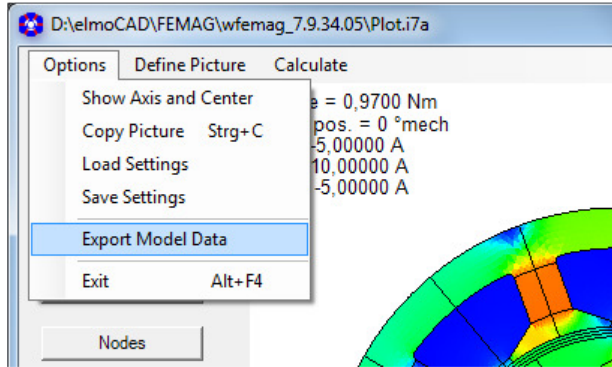 D:\elmoCAD\FEMAG\wfemag_7.9.34.05\Plot.i7a
Options Define Picture Calculate
Show Axis and Center
Copy Picture Strg+C
Load Settings
Save Settings
Export Model Data
Exit Alt+F4
= 0,9700 Nm
pos. = 0 °mech
-5,00000 A
10,00000 A
-5,00000 A
Nodes